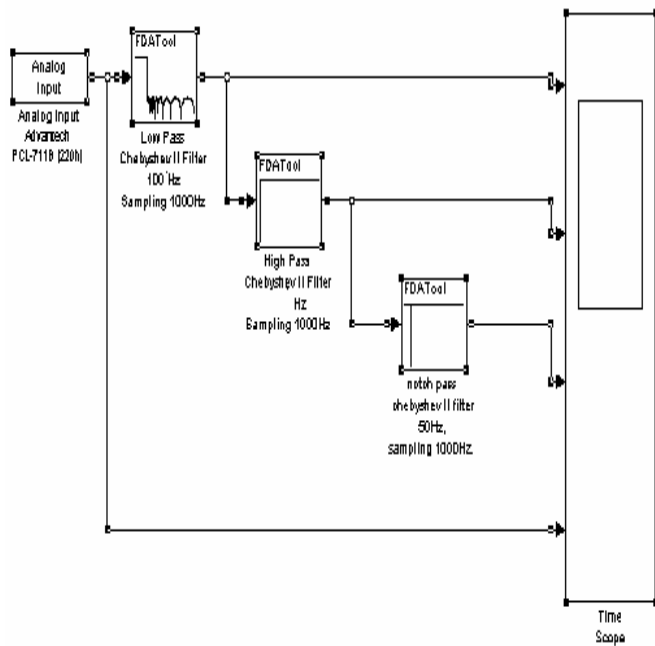 FDATool
Analog
Input
Analog Input
Advantech
PCL-711B [220h]
Low Pass
Chebyshev II Filter
100 Hz
Sampling 1000Hz
FDATool
High Pass
Chebyshev II Filter
Hz
Sampling 1000Hz
FDATool
notch pass
chebyshev II filter
50Hz,
sampling 1000Hz.
Time
Scope